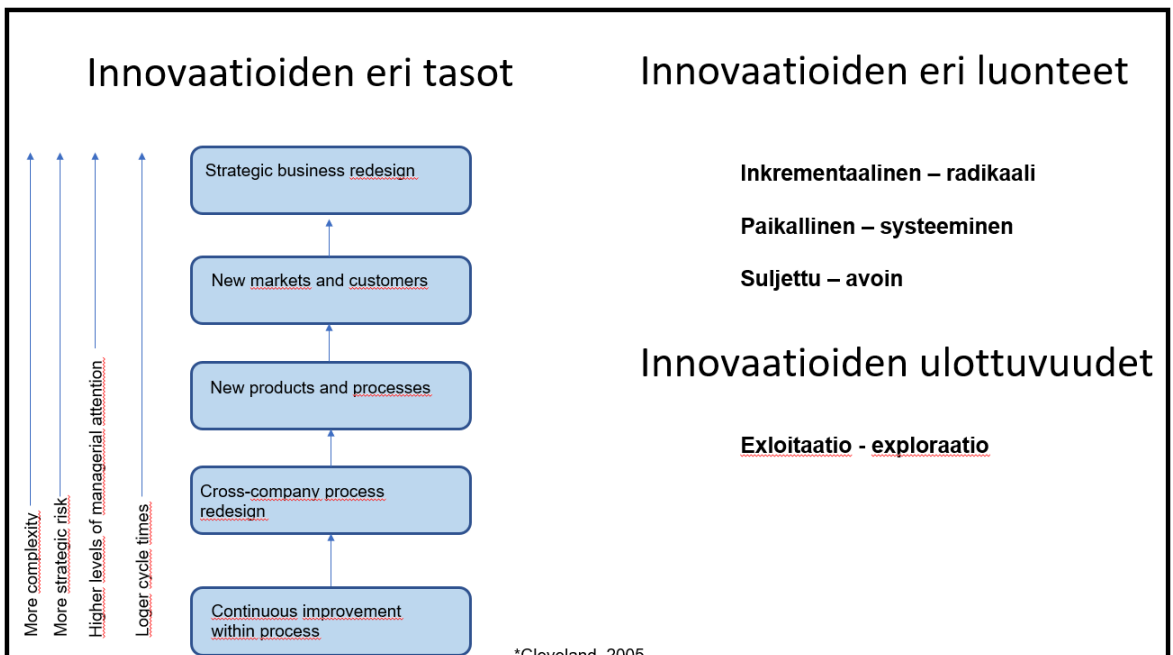 Innovaatioiden eri tasot
More complexity
More strategic risk
Higher levels of managerial attention
Loger cycle times
Strategic business redesign
New markets and customers
New products and processes
Cross-company process
redesign
Continuous improvement
within process
*Cleveland, 2005
Innovaatioiden eri luonteet
Inkrementaalinen – radikaali
Paikallinen – systeeminen
Suljettu – avoin
Innovaatioiden ulottuvuudet
Exloitaatio - exploraatio